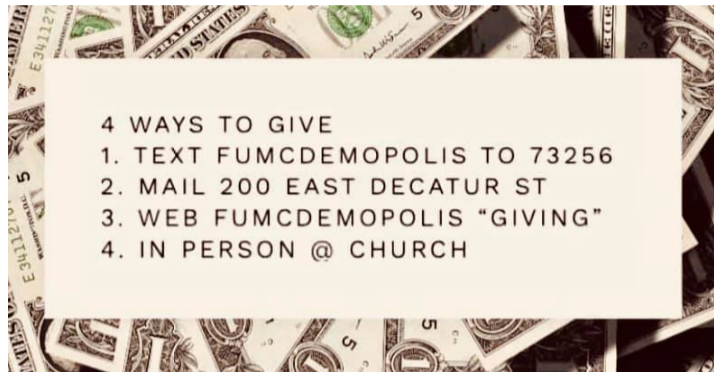 4 WAYS TO GIVE
1. TEXT FUMCDEMOPOLIS TO 73256
2. MAIL 200 EAST DECATUR ST
3. WEB FUMCDEMOPOLIS “GIVING”
4. IN PERSON @ CHURCH